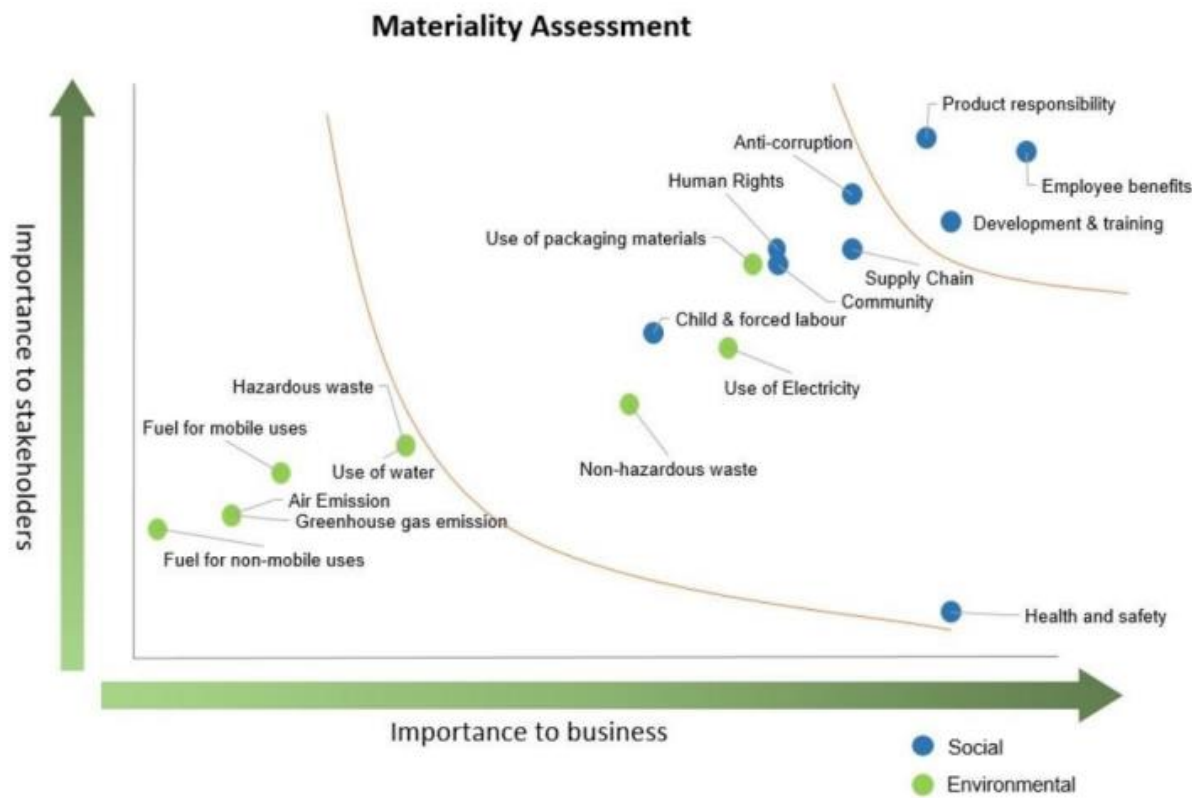 Materiality Assessment
Product responsibility
Anti-corruption
Employee benefits
Human Rights
Development & training
Use of packaging materials
Supply Chain
Community
Child & forced labour
Use of Electricity
Hazardous waste
Fuel for mobile uses
Non-hazardous waste
Use of water
Air Emission
Greenhouse gas emission
Fuel for non-mobile uses
Health and safety
Importance to stakeholders
Importance to business
Social
Environmental